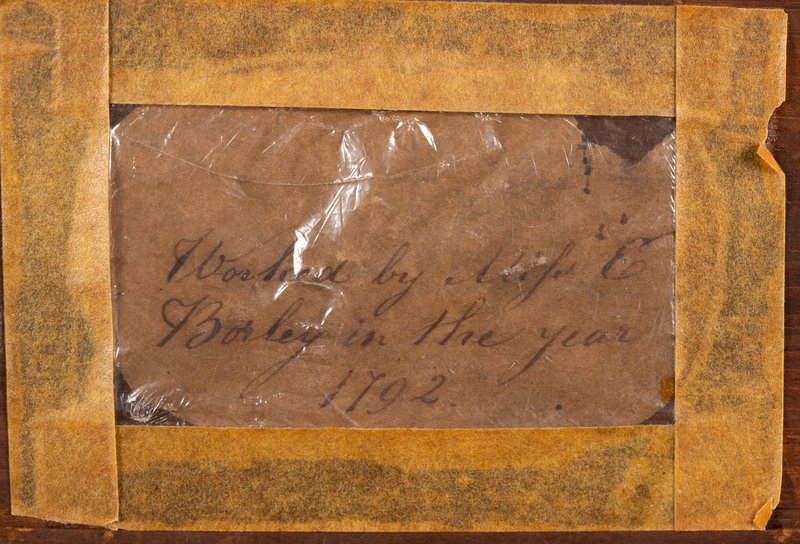 Worked by Miss E
Borley in the year
1792.